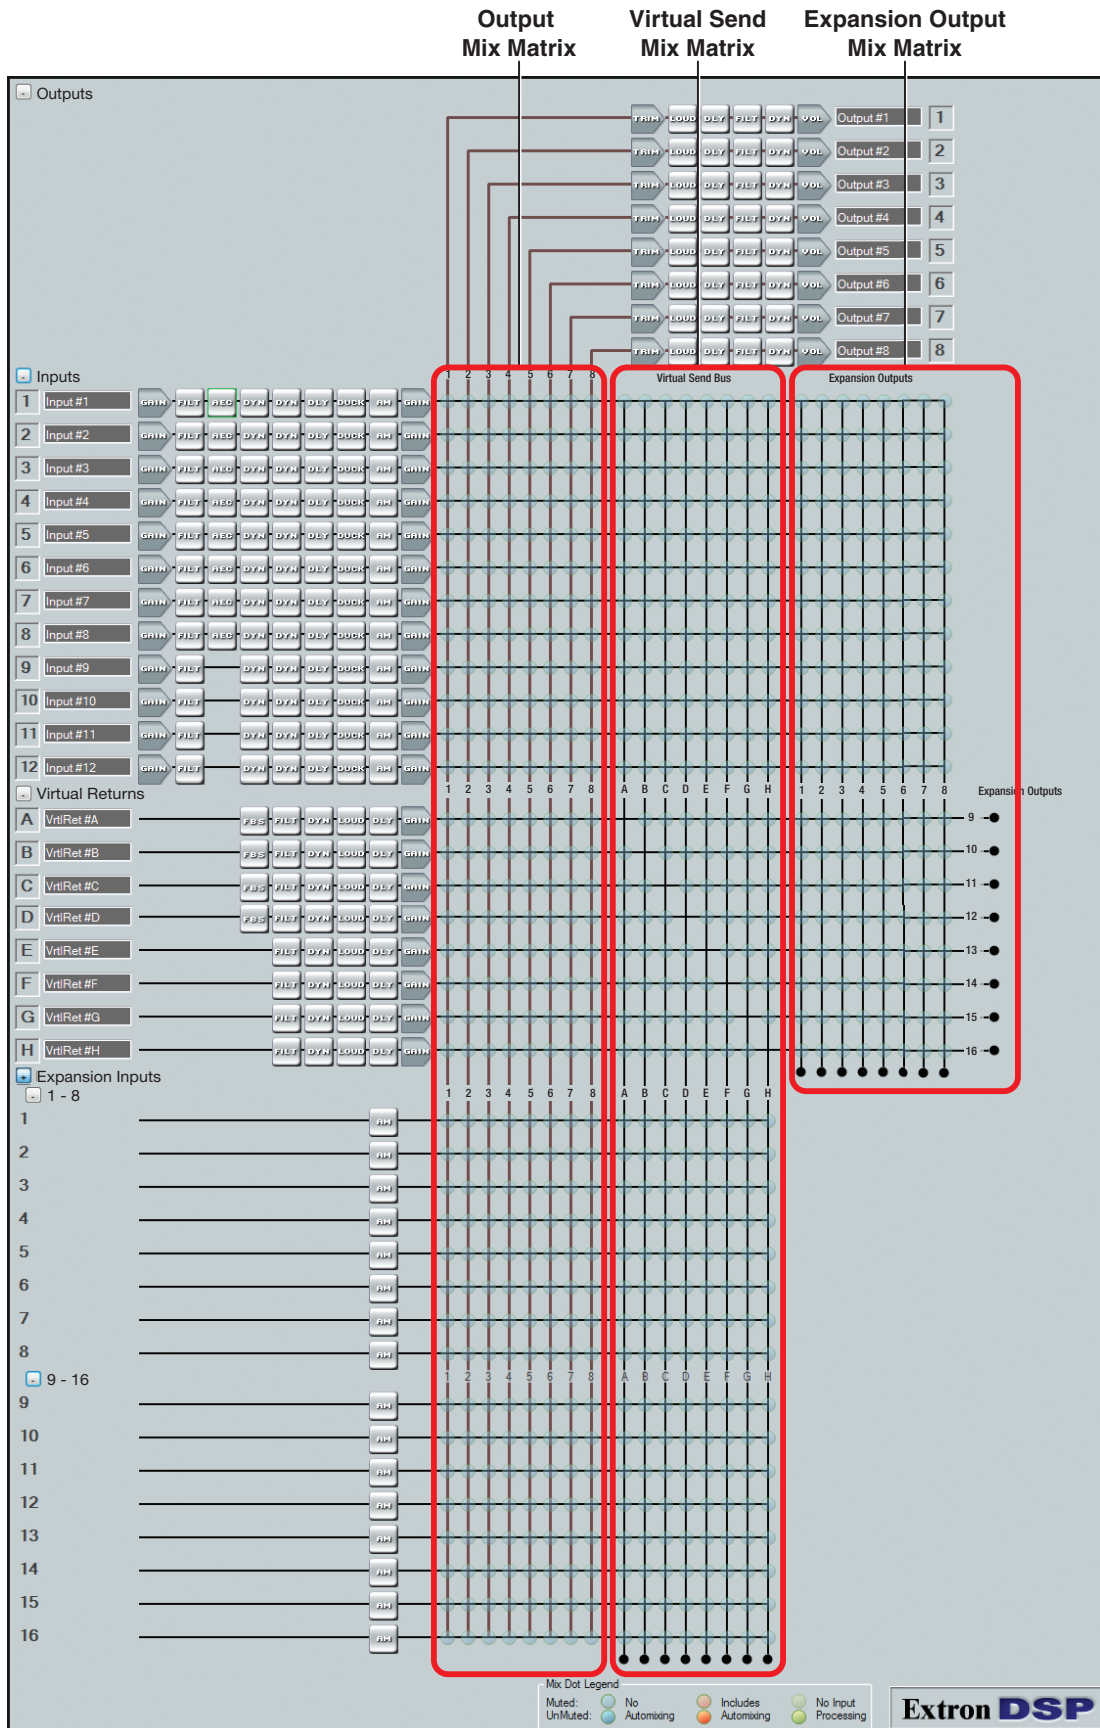 Output Mix Matrix
Virtual Send Mix Matrix
Expansion Output Mix Matrix
- Outputs
TRIM LOUD DLY FILT DYN VOL Output #1 1
TRIM LOUD DLY FILT DYN VOL Output #2 2
TRIM LOUD DLY FILT DYN VOL Output #3 3
TRIM LOUD DLY FILT DYN VOL Output #4 4
TRIM LOUD DLY FILT DYN VOL Output #5 5
TRIM LOUD DLY FILT DYN VOL Output #6 6
TRIM LOUD DLY FILT DYN VOL Output #7 7
TRIM LOUD DLY FILT DYN VOL Output #8 8
- Inputs 1 2 3 4 5 6 7 8 Virtual Send Bus Expansion Outputs
1 Input #1 GAIN FILT AEC DYN DYN DLY DUCK AM GAIN
2 Input #2 GAIN FILT AEC DYN DYN DLY DUCK AM GAIN
3 Input #3 GAIN FILT AEC DYN DYN DLY DUCK AM GAIN
4 Input #4 GAIN FILT AEC DYN DYN DLY DUCK AM GAIN
5 Input #5 GAIN FILT AEC DYN DYN DLY DUCK AM GAIN
6 Input #6 GAIN FILT AEC DYN DYN DLY DUCK AM GAIN
7 Input #7 GAIN FILT AEC DYN DYN DLY DUCK AM GAIN
8 Input #8 GAIN FILT AEC DYN DYN DLY DUCK AM GAIN
9 Input #9 GAIN FILT DYN DYN DLY DUCK AM GAIN
10 Input #10 GAIN FILT DYN DYN DLY DUCK AM GAIN
11 Input #11 GAIN FILT DYN DYN DLY DUCK AM GAIN
12 Input #12 GAIN FILT DYN DYN DLY DUCK AM GAIN
- Virtual Returns 1 2 3 4 5 6 7 8 A B C D E F G H 1 2 3 4 5 6 7 8 Expansion Outputs
A VrtlRet #A FBS FILT DYN LOUD DLY GAIN 9
B VrtlRet #B FBS FILT DYN LOUD DLY GAIN 10
C VrtlRet #C FBS FILT DYN LOUD DLY GAIN 11
D VrtlRet #D FBS FILT DYN LOUD DLY GAIN 12
E VrtlRet #E FILT DYN LOUD DLY GAIN 13
F VrtlRet #F FILT DYN LOUD DLY GAIN 14
G VrtlRet #G FILT DYN LOUD DLY GAIN 15
H VrtlRet #H FILT DYN LOUD DLY GAIN 16
+ Expansion Inputs
- 1 - 8 1 2 3 4 5 6 7 8 A B C D E F G H
1 AM
2 AM
3 AM
4 AM
5 AM
6 AM
7 AM
8 AM
- 9 - 16 1 2 3 4 5 6 7 8 A B C D E F G H
9 AM
10 AM
11 AM
12 AM
13 AM
14 AM
15 AM
16 AM
Mix Dot Legend
Muted: No Includes No Input
UnMuted: Automixing Automixing Processing
Extron DSP